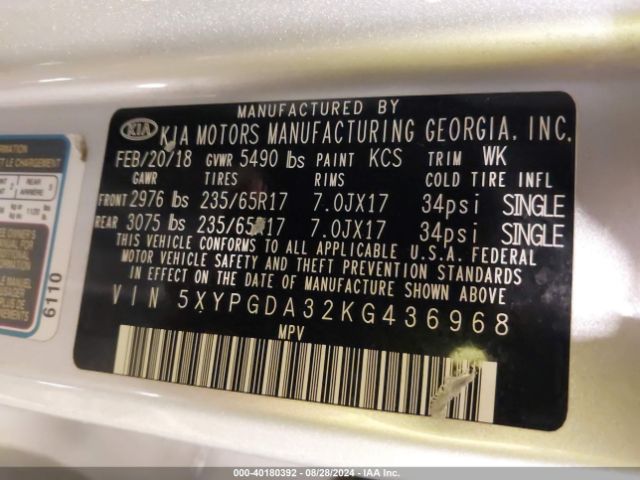 MANUFACTURED BY
KIA KIA MOTORS MANUFACTURING GEORGIA, INC.
FEB/20/18 GVWR 5490 lbs PAINT KCS TRIM WK
GAWR TIRES RIMS COLD TIRE INFL
FRONT 2976 lbs 235/65R17 7.0JX17 34psi SINGLE
REAR 3075 lbs 235/65R17 7.0JX17 34psi SINGLE
THIS VEHICLE CONFORMS TO ALL APPLICABLE U.S.A. FEDERAL
MOTOR VEHICLE SAFETY, BUMPER, AND THEFT PREVENTION STANDARDS
IN EFFECT ON THE DATE OF MANUFACTURE SHOWN ABOVE.
VIN 5XYPGDA32KG436968
MPV
6110
000-40180392 - 08/28/2024 - IAA Inc.